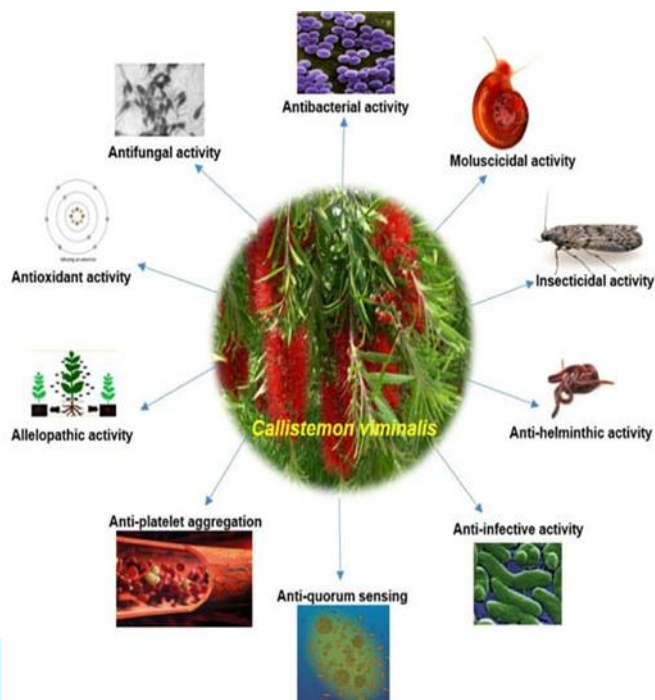 Antibacterial activity
Moluscicidal activity
Antifungal activity
Insecticidal activity
Antioxidant activity
Callistemon viminalis
Anti-helminthic activity
Allelopathic activity
Anti-platelet aggregation
Anti-infective activity
Anti-quorum sensing